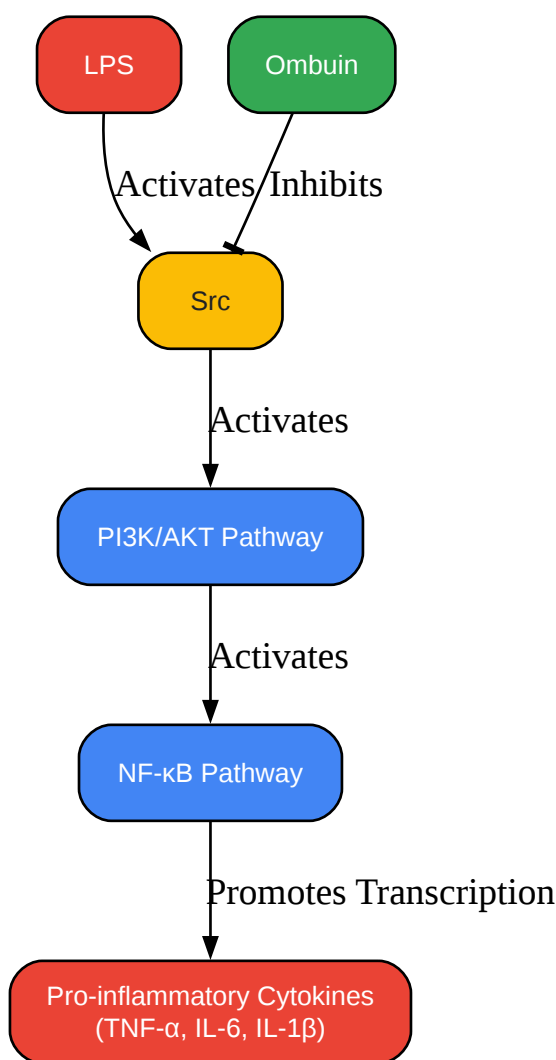 LPS
Ombuin
Activates
Inhibits
Src
Activates
PI3K/AKT Pathway
Activates
NF-κB Pathway
Promotes Transcription
Pro-inflammatory Cytokines
(TNF-α, IL-6, IL-1β)